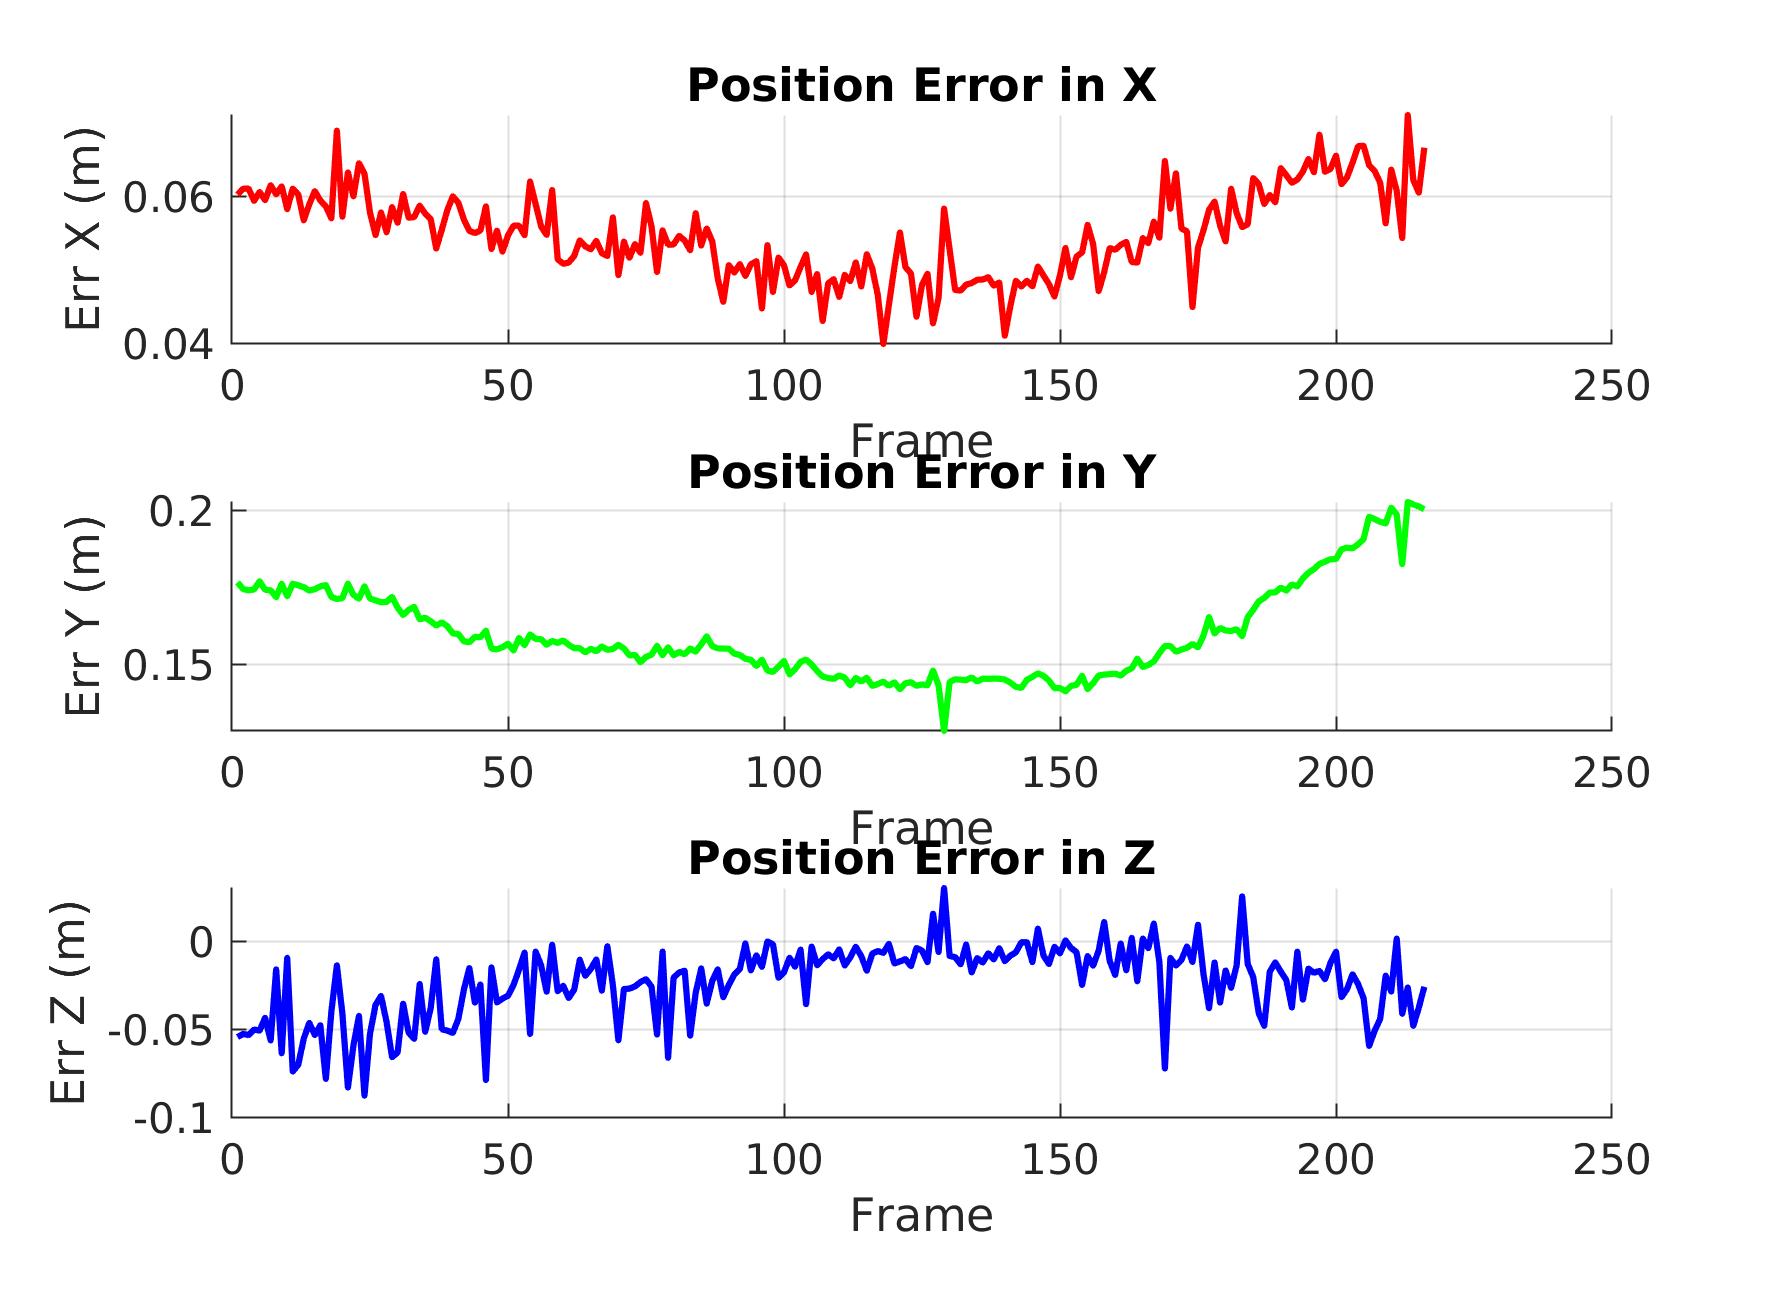 Position Error in X
Err X (m)
0.06
0.04
0 50 100 150 200 250
Frame
Position Error in Y
Err Y (m)
0.2
0.15
0 50 100 150 200 250
Frame
Position Error in Z
Err Z (m)
0
-0.05
-0.1
0 50 100 150 200 250
Frame